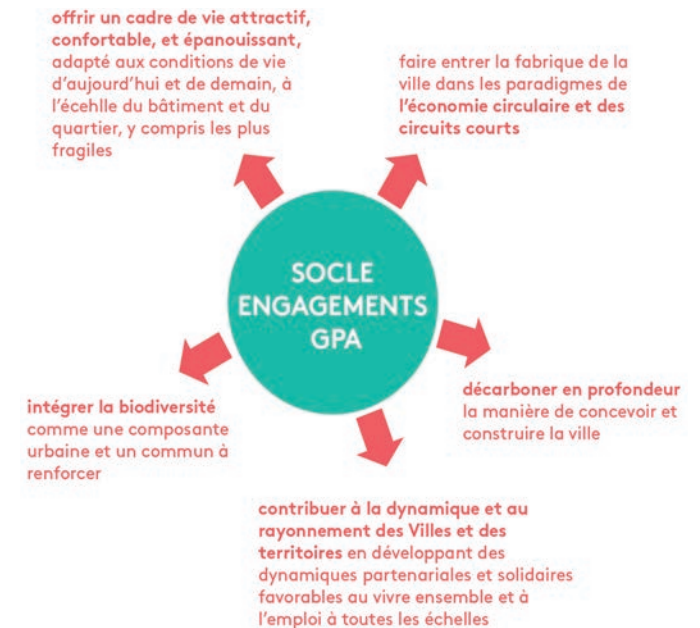 offrir un cadre de vie attractif,
confortable, et épanouissant,
adapté aux conditions de vie
d'aujourd'hui et de demain, à
l'écehlle du bâtiment et du
quartier, y compris les plus
fragiles
faire entrer la fabrique de la
ville dans les paradigmes de
l'économie circulaire et des
circuits courts
SOCLE
ENGAGEMENTS
GPA
décarboner en profondeur
la manière de concevoir et
construire la ville
intégrer la biodiversité
comme une composante
urbaine et un commun à
renforcer
contribuer à la dynamique et au
rayonnement des Villes et des
territoires en développant des
dynamiques partenariales et solidaires
favorables au vivre ensemble et à
l'emploi à toutes les échelles